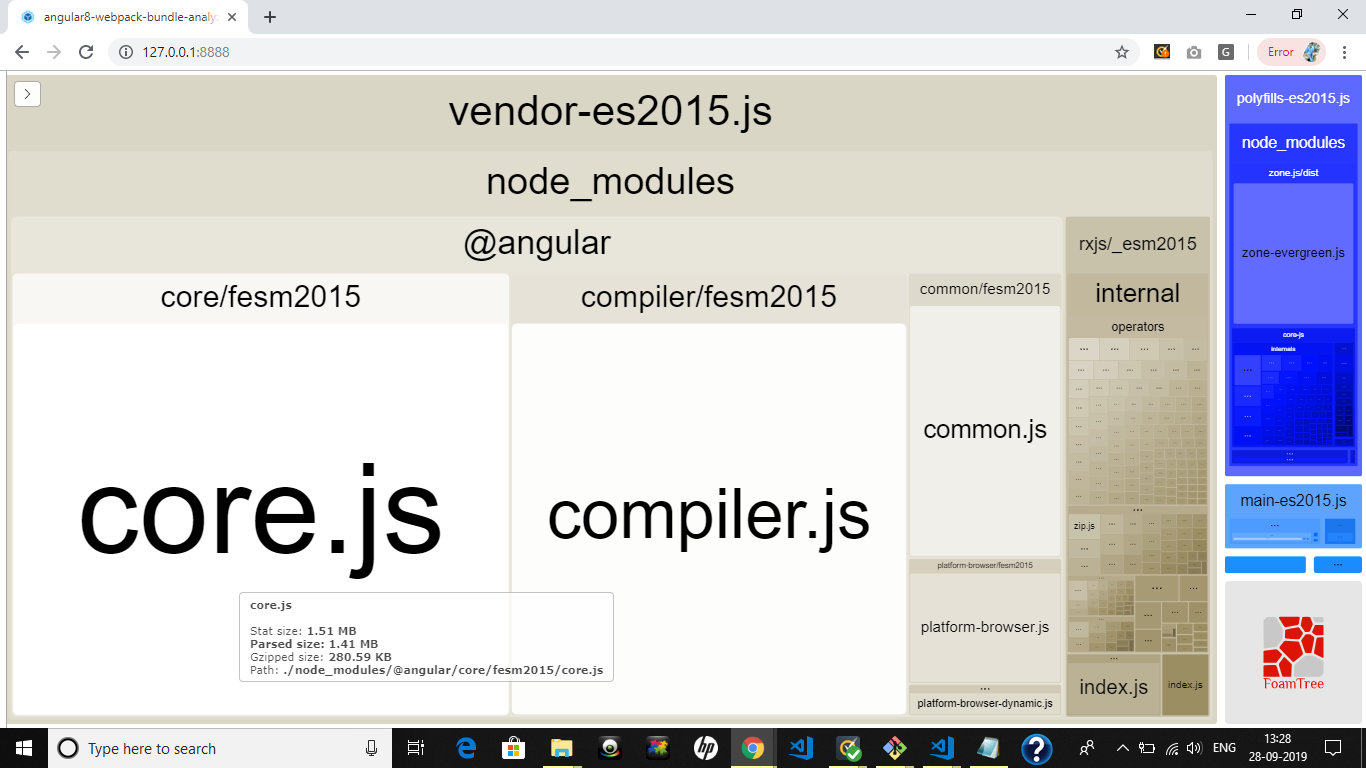 angular8-webpack-bundle-analy
127.0.0.1:8888
G
Error
vendor-es2015.js
node_modules
@angular
core/fesm2015
core.js
core.js
Stat size: 1.51 MB
Parsed size: 1.41 MB
Gzipped size: 280.59 KB
Path: ./node_modules/@angular/core/fesm2015/core.js
compiler/fesm2015
compiler.js
common/fesm2015
common.js
platform-browser/fesm2015
platform-browser.js
...
platform-browser-dynamic.js
rxjs/_esm2015
internal
operators
zip.js
index.js
index.js
polyfills-es2015.js
node_modules
zone.js/dist
zone-evergreen.js
core-js
internals
main-es2015.js
FoamTree
Type here to search
hp
?
ENG
13:28
28-09-2019